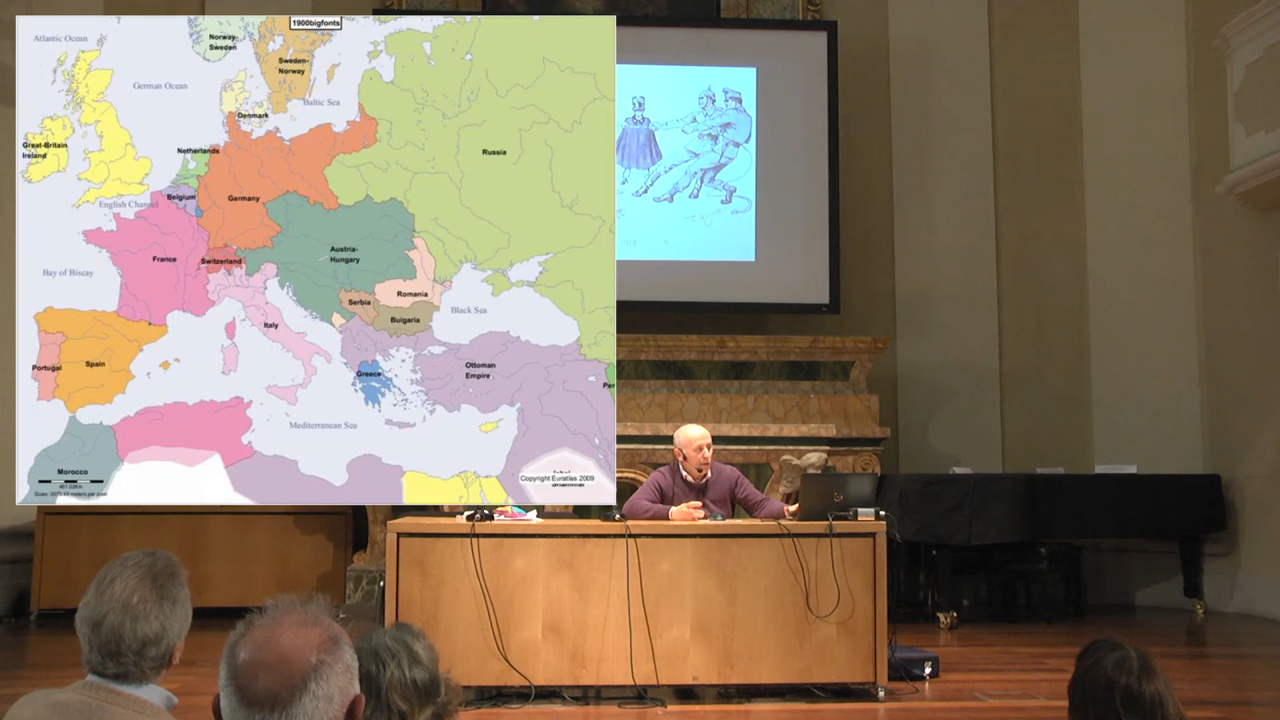 1900bigfonts
Atlantic Ocean
Norway-
Sweden
Sweden-
Norway
German Ocean
Baltic Sea
Denmark
Great-Britain
Ireland
Netherlands
Russia
Belgium
Germany
English Channel
France
Switzerland
Austria-
Hungary
Bay of Biscay
Romania
Serbia
Black Sea
Bulgaria
Italy
Portugal
Spain
Greece
Ottoman
Empire
Per
Mediterranean Sea
Morocco
Copyright Euratlas 2009